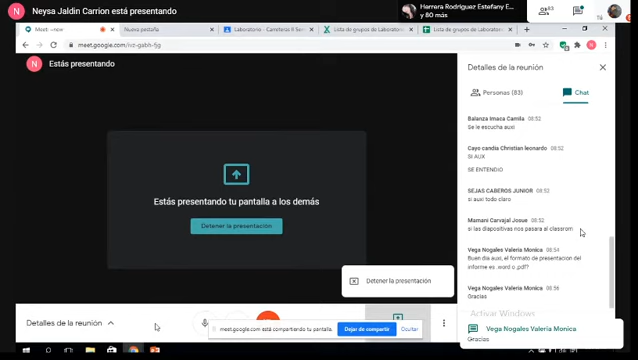 Neysa Jaldin Carrion está presentando
Herrera Rodriguez Estefany E...
y 80 más
83
Nueva pestaña
Laboratorio - Carreteras II
Lista de grupos de laboratorio
Lista de grupos de laboratorio
N
Estás presentando
Estás presentando tu pantalla a los demás
Detener la presentación
Detener la presentación
Detalles de la reunión
meet.google.com está compartiendo tu pantalla.
Dejar de compartir
Ocultar
Detalles de la reunión
Personas (83)
Chat
Balanza Imaca Camila 08:52
Se le escucha auxi
Cayo candia Christian leonardo 08:52
SI AUX
SE ENTENDIO
SEJAS CABEROS JUNIOR 08:52
si auxi todo claro
Mamani Carvajal Josue 08:52
si las diapositivas nos pasara al classrom
Vega Nogales Valeria Monica 08:54
Buen dia auxi, el formato de presentacion del
informe es .word o .pdf?
Vega Nogales Valeria Monica 08:56
Gracias
Activar Windows
Vega Nogales Valeria Monica
Gracias